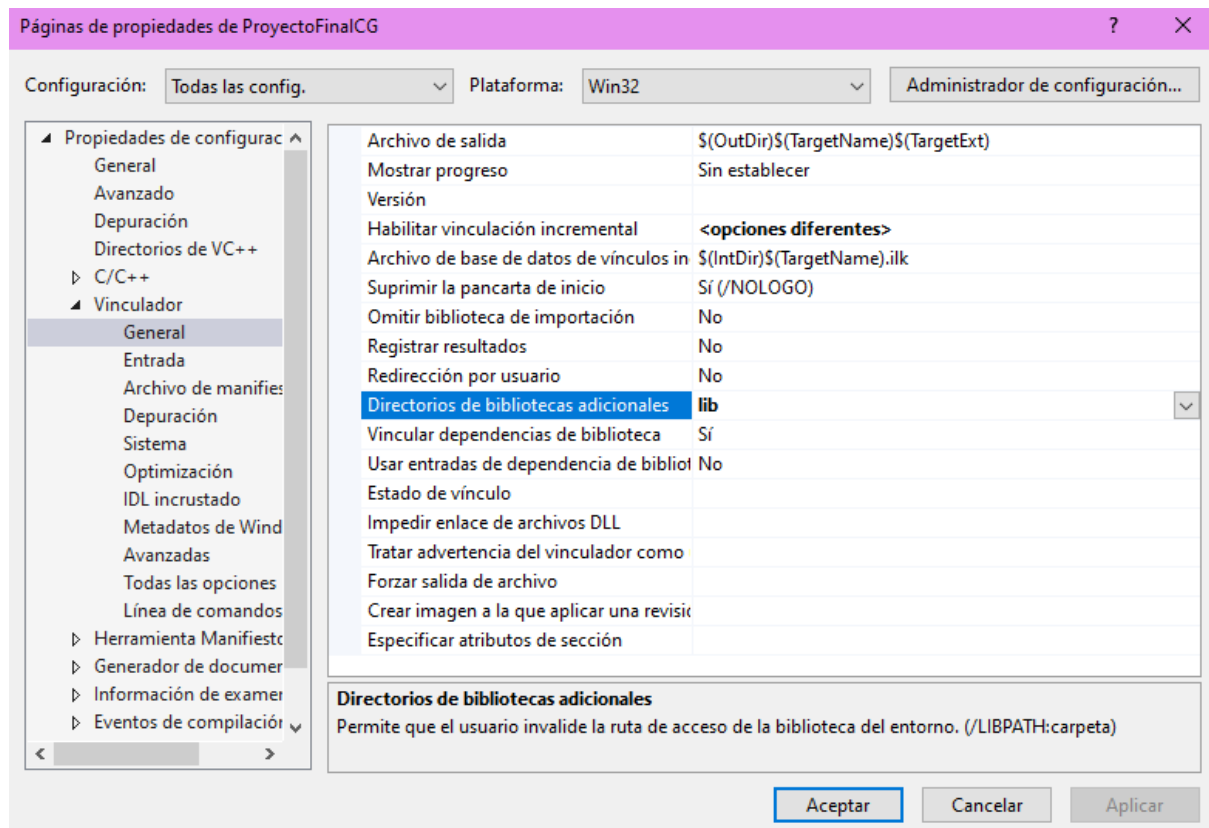 Páginas de propiedades de ProyectoFinalCG
Configuración: Todas las config. Plataforma: Win32 Administrador de configuración...
Propiedades de configurac
General
Avanzado
Depuración
Directorios de VC++
C/C++
Vinculador
General
Entrada
Archivo de manifies
Depuración
Sistema
Optimización
IDL incrustado
Metadatos de Wind
Avanzadas
Todas las opciones
Línea de comandos
Herramienta Manifiesto
Generador de documen
Información de examen
Eventos de compilación
Archivo de salida $(OutDir)$(TargetName)$(TargetExt)
Mostrar progreso Sin establecer
Versión
Habilitar vinculación incremental <opciones diferentes>
Archivo de base de datos de vínculos in $(IntDir)$(TargetName).ilk
Suprimir la pancarta de inicio Sí (/NOLOGO)
Omitir biblioteca de importación No
Registrar resultados No
Redirección por usuario No
Directorios de bibliotecas adicionales lib
Vincular dependencias de biblioteca Sí
Usar entradas de dependencia de bibliot No
Estado de vínculo
Impedir enlace de archivos DLL
Tratar advertencia del vinculador como
Forzar salida de archivo
Crear imagen a la que aplicar una revisió
Especificar atributos de sección
Directorios de bibliotecas adicionales
Permite que el usuario invalide la ruta de acceso de la biblioteca del entorno. (/LIBPATH:carpeta)
Aceptar Cancelar Aplicar